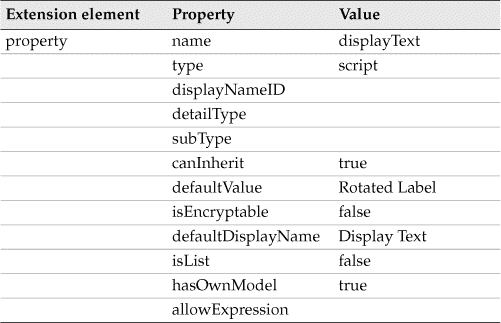 Extension element Property Value
property name displayText
type script
displayNameID
detailType
subType
canInherit true
defaultValue Rotated Label
isEncryptable false
defaultDisplayName Display Text
isList false
hasOwnModel true
allowExpression